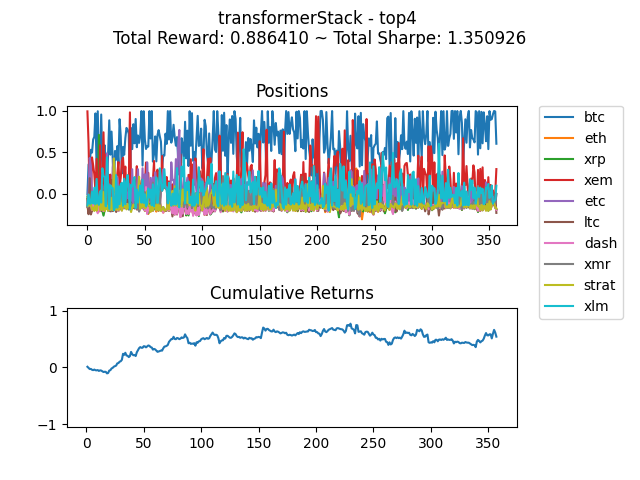 transformerStack - top4
Total Reward: 0.886410 ~ Total Sharpe: 1.350926
Positions
1.0
0.5
0.0
0 50 100 150 200 250 300 350
btc
eth
xrp
xem
etc
ltc
dash
xmr
strat
xlm
Cumulative Returns
1
0
−1
0 50 100 150 200 250 300 350